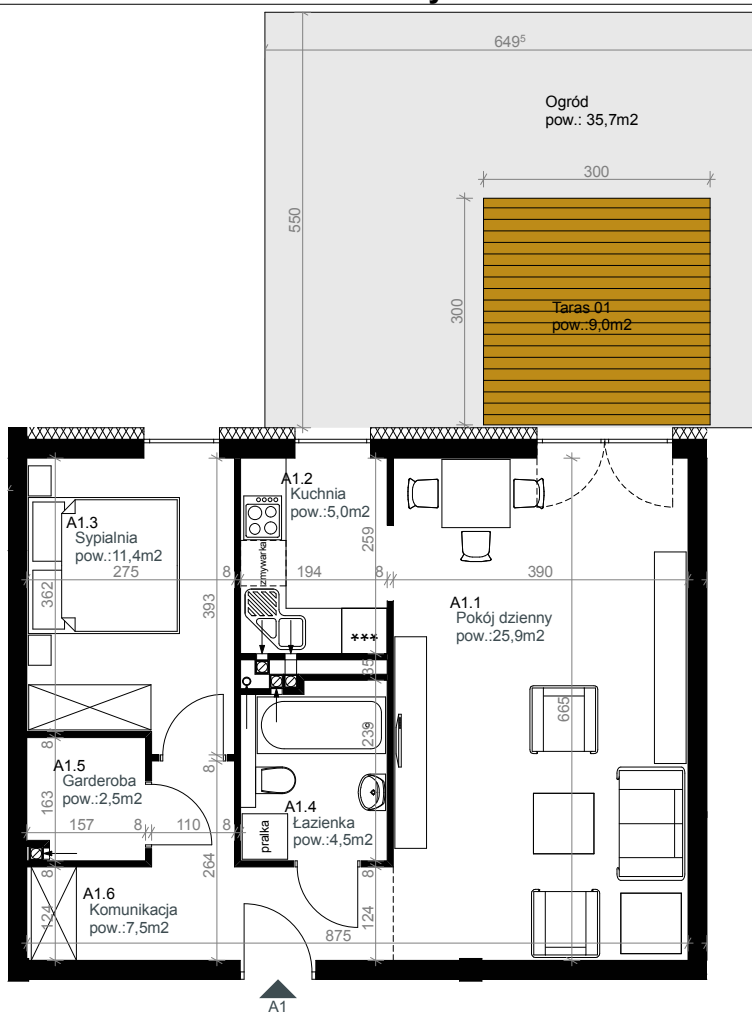 649⁵
Ogród
pow.: 35,7m2
300
550
300
Taras 01
pow.:9,0m2
A1.2
Kuchnia
pow.:5,0m2
A1.3
Sypialnia
pow.:11,4m2
259
zmywarka
275
8
194
8
390
362
393
A1.1
Pokój dzienny
pow.:25,9m2
***
35
665
239
8
8
A1.5
Garderoba
pow.:2,5m2
163
157
8
110
8
A1.4
Łazienka
pow.:4,5m2
pralka
264
8
8
A1.6
Komunikacja
pow.:7,5m2
124
124
875
A1